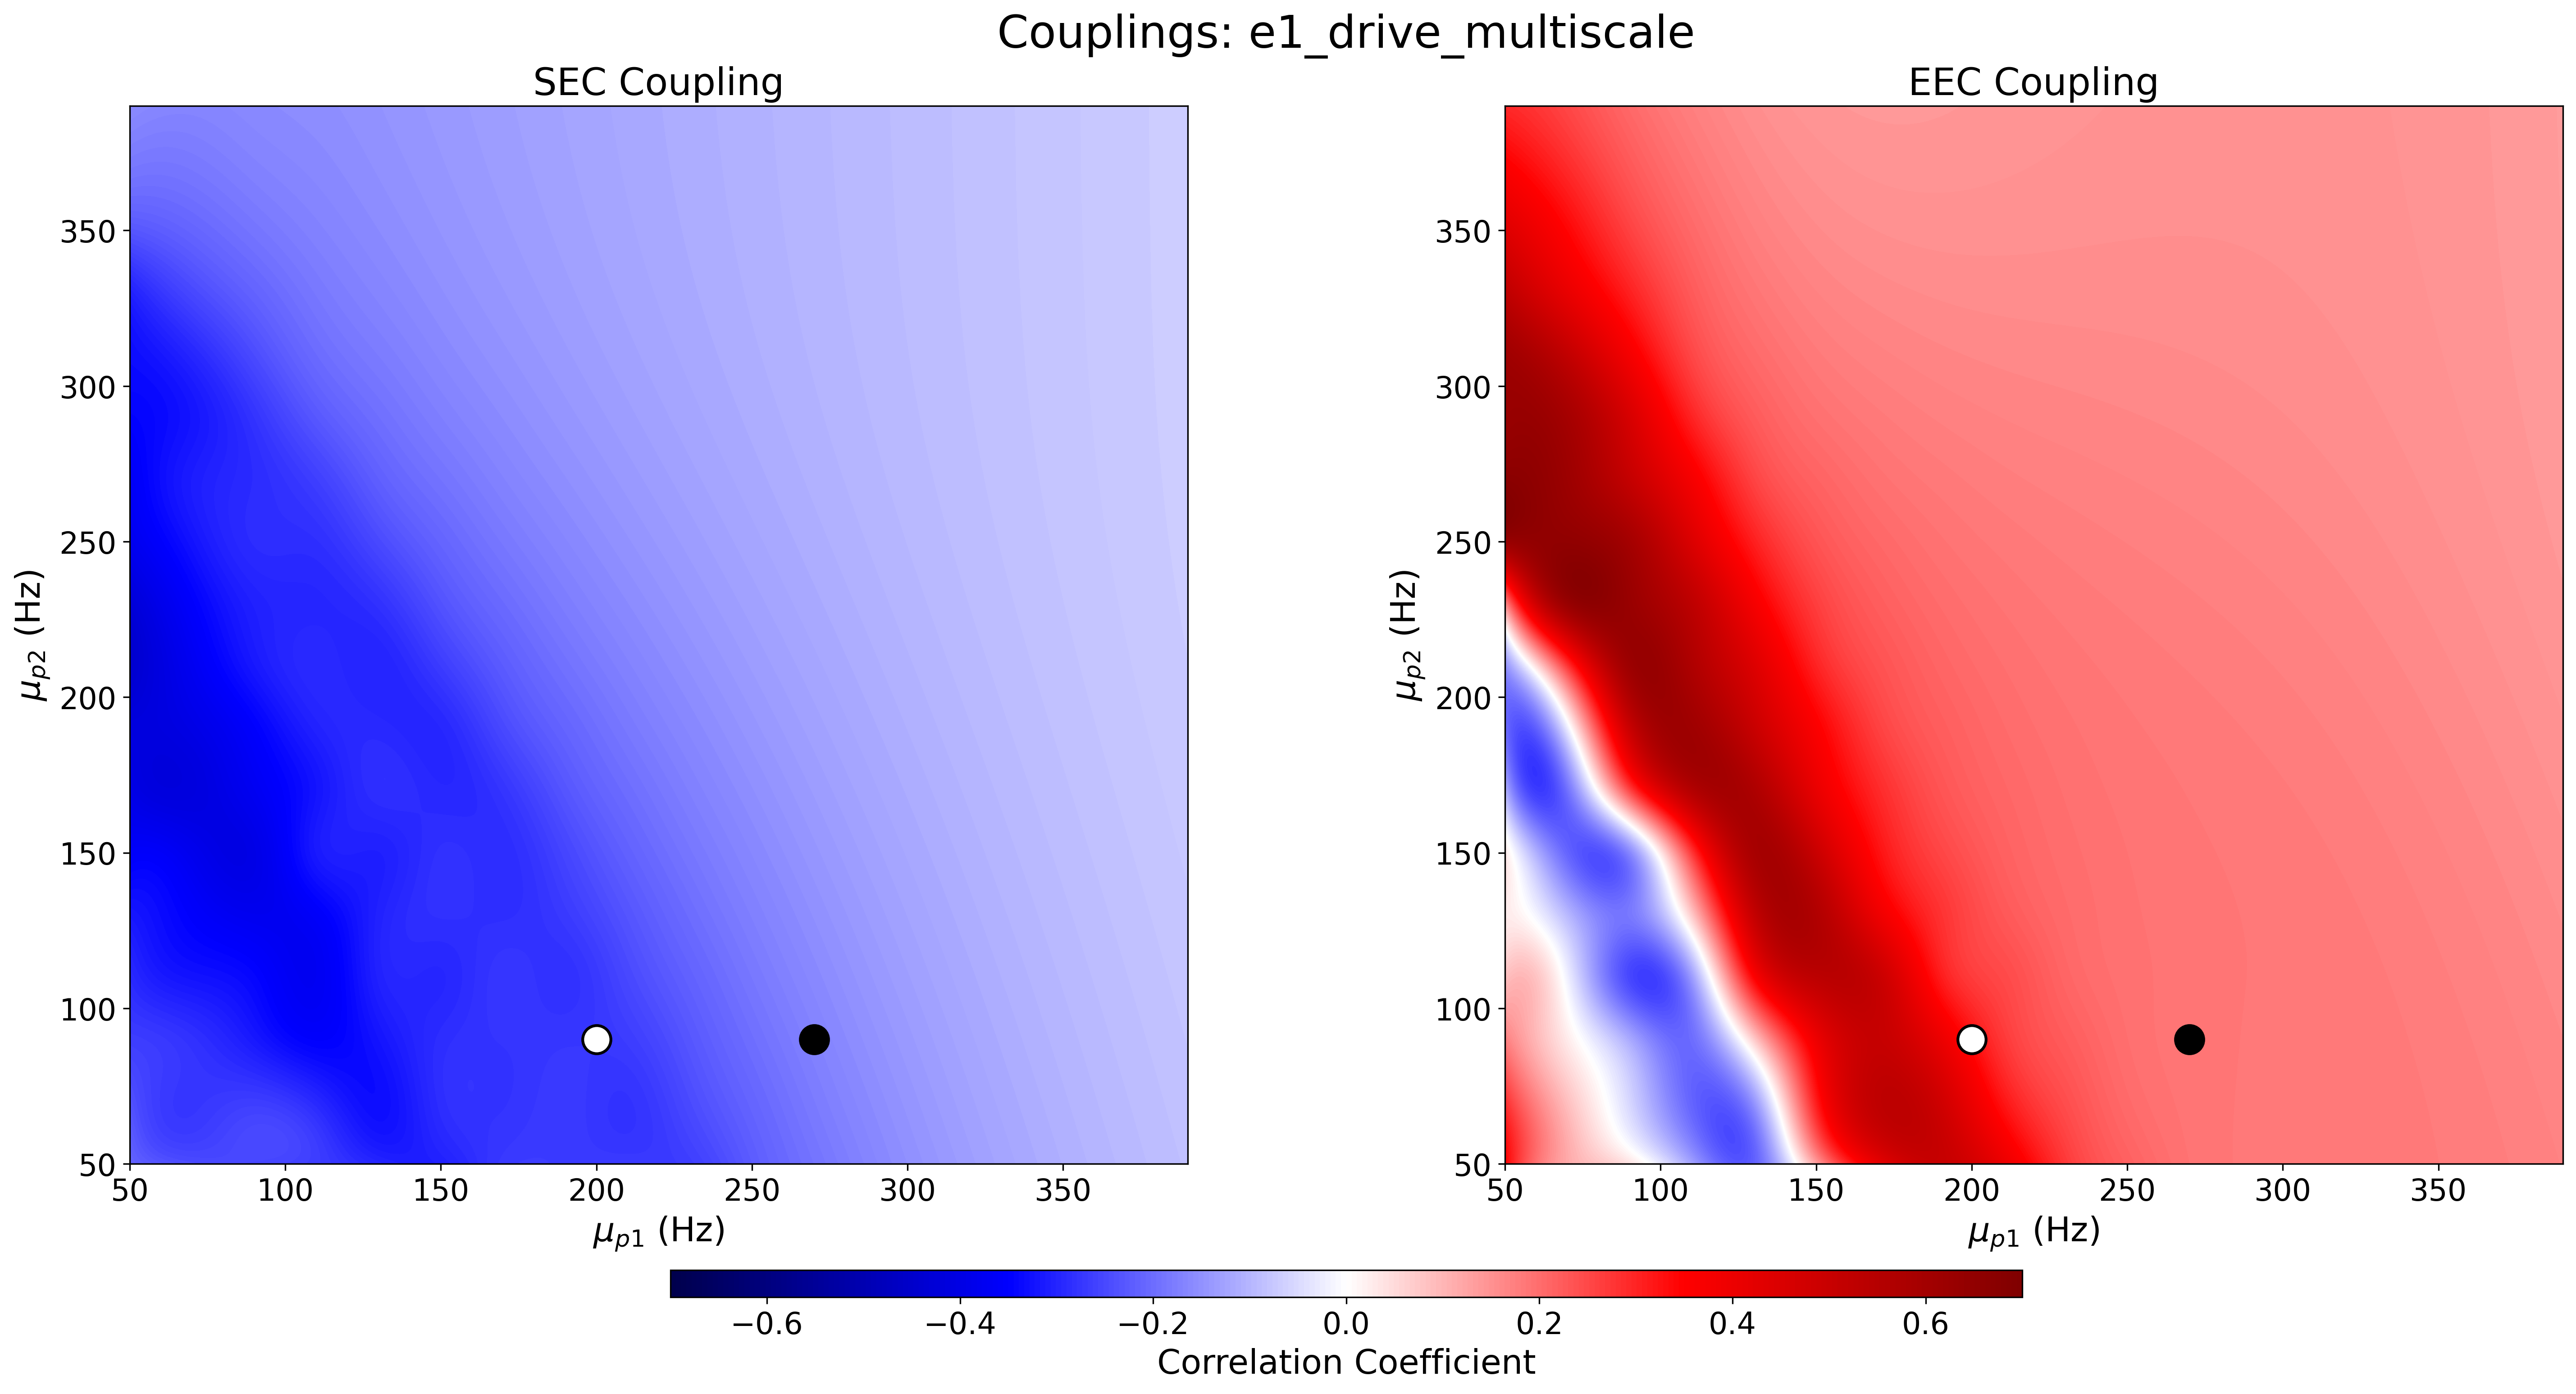 Couplings: e1_drive_multiscale
SEC Coupling
350
300
250
200
150
100
50
μp2 (Hz)
50 100 150 200 250 300 350
μp1 (Hz)
EEC Coupling
350
300
250
200
150
100
50
μp2 (Hz)
50 100 150 200 250 300 350
μp1 (Hz)
−0.6 −0.4 −0.2 0.0 0.2 0.4 0.6
Correlation Coefficient